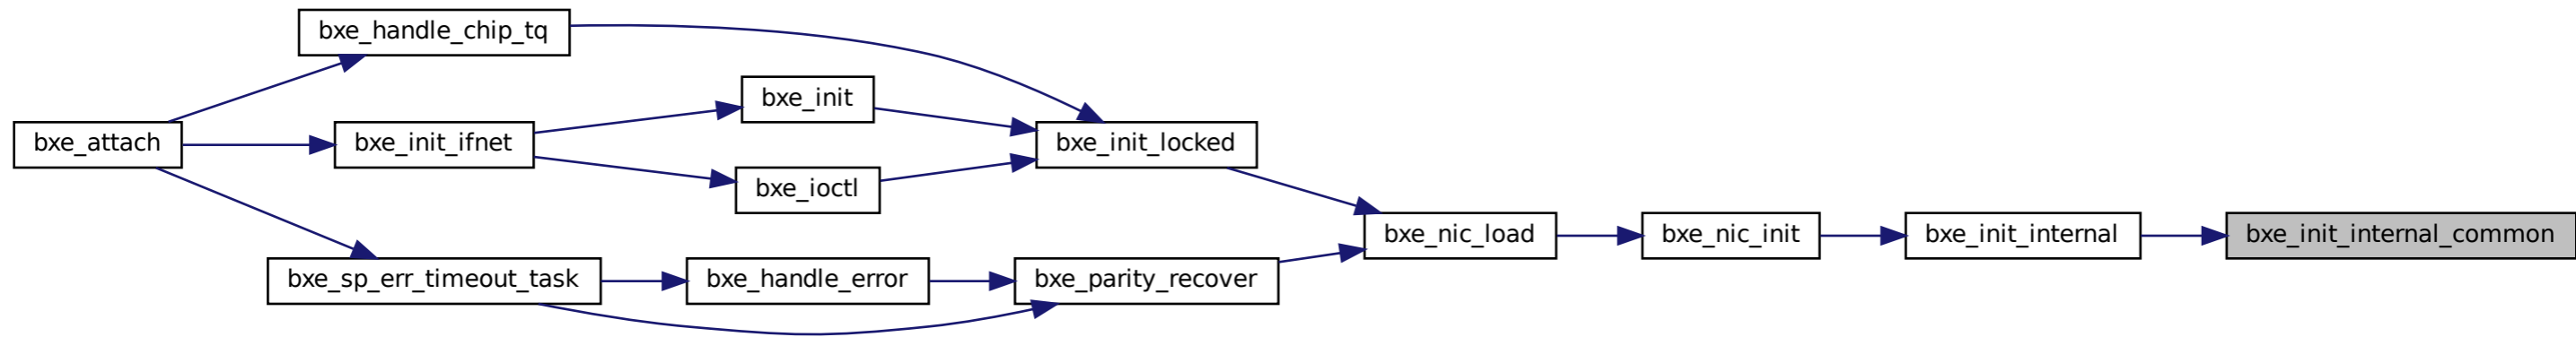 bxe_handle_chip_tq
bxe_init
bxe_attach
bxe_init_ifnet
bxe_init_locked
bxe_ioctl
bxe_nic_load
bxe_nic_init
bxe_init_internal
bxe_init_internal_common
bxe_sp_err_timeout_task
bxe_handle_error
bxe_parity_recover